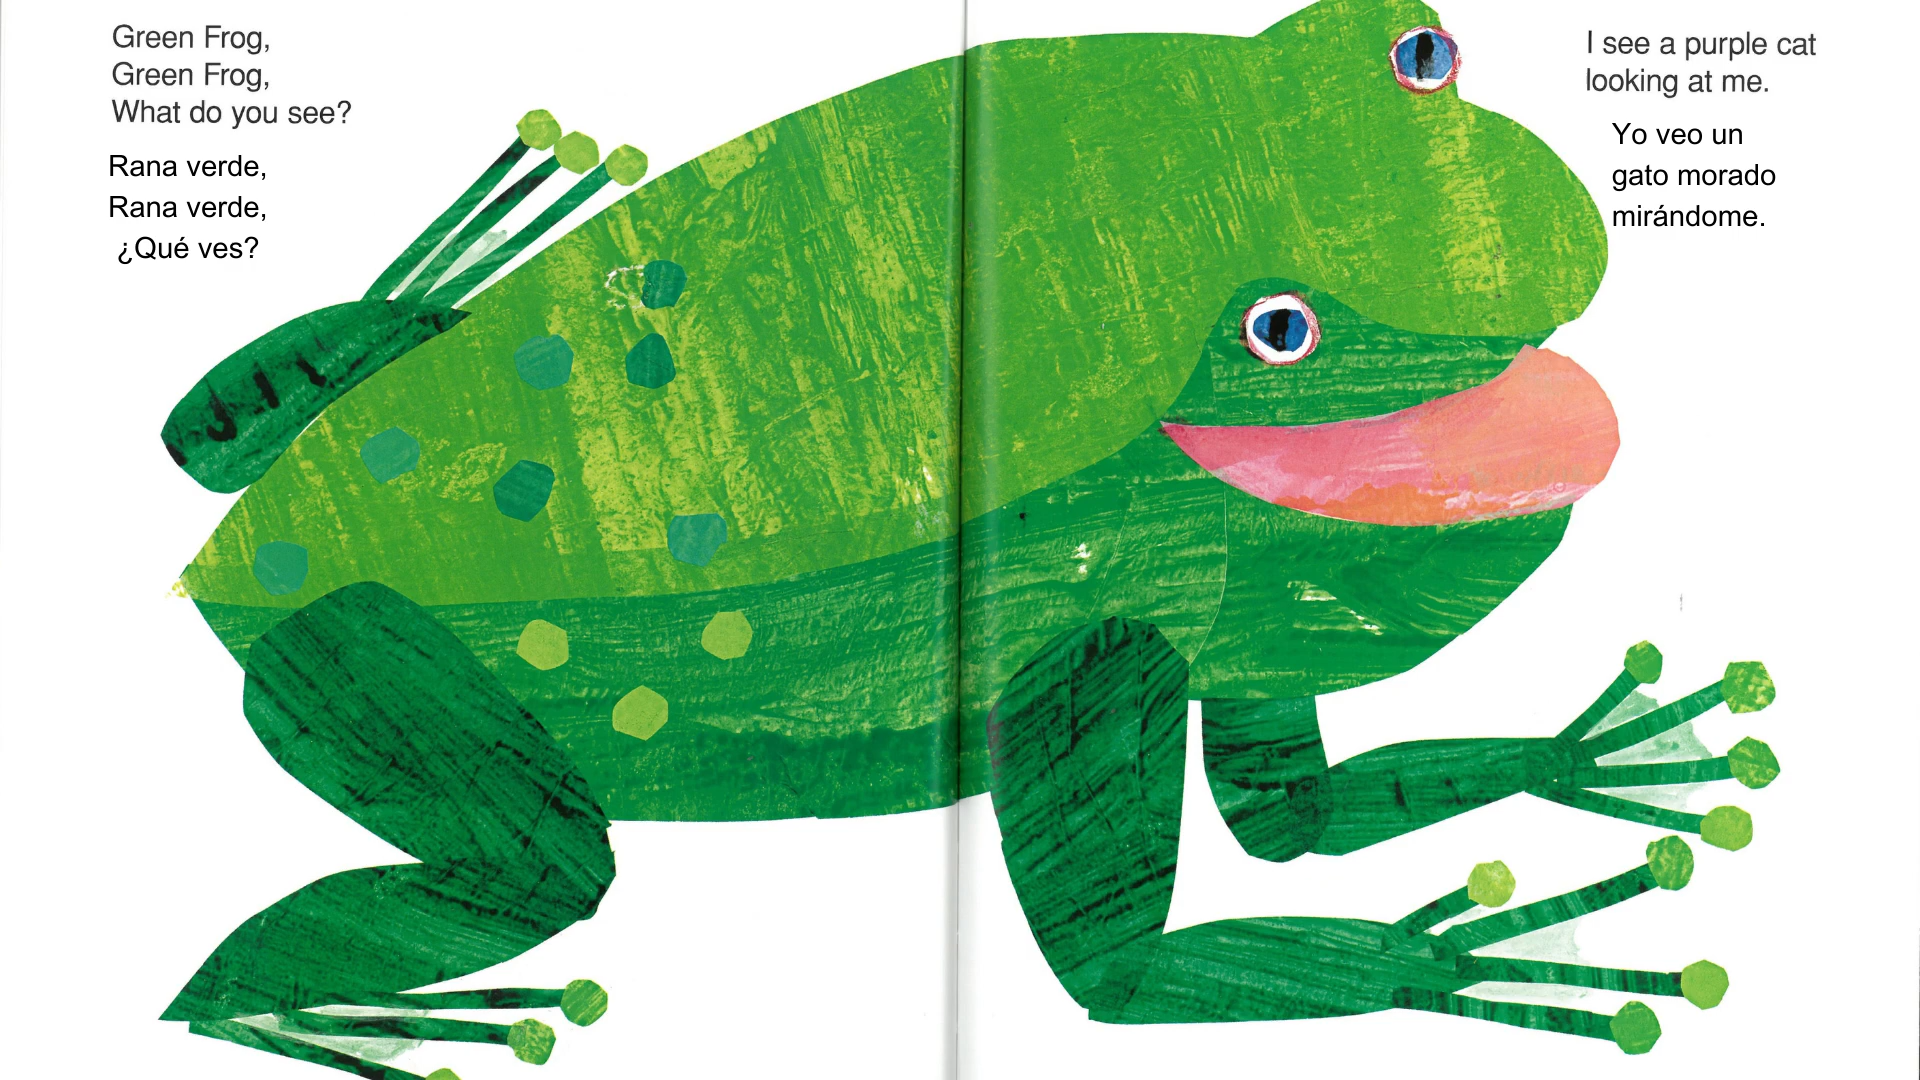 Green Frog,
Green Frog,
What do you see?
Rana verde,
Rana verde,
¿Qué ves?
I see a purple cat
looking at me.
Yo veo un
gato morado
mirándome.